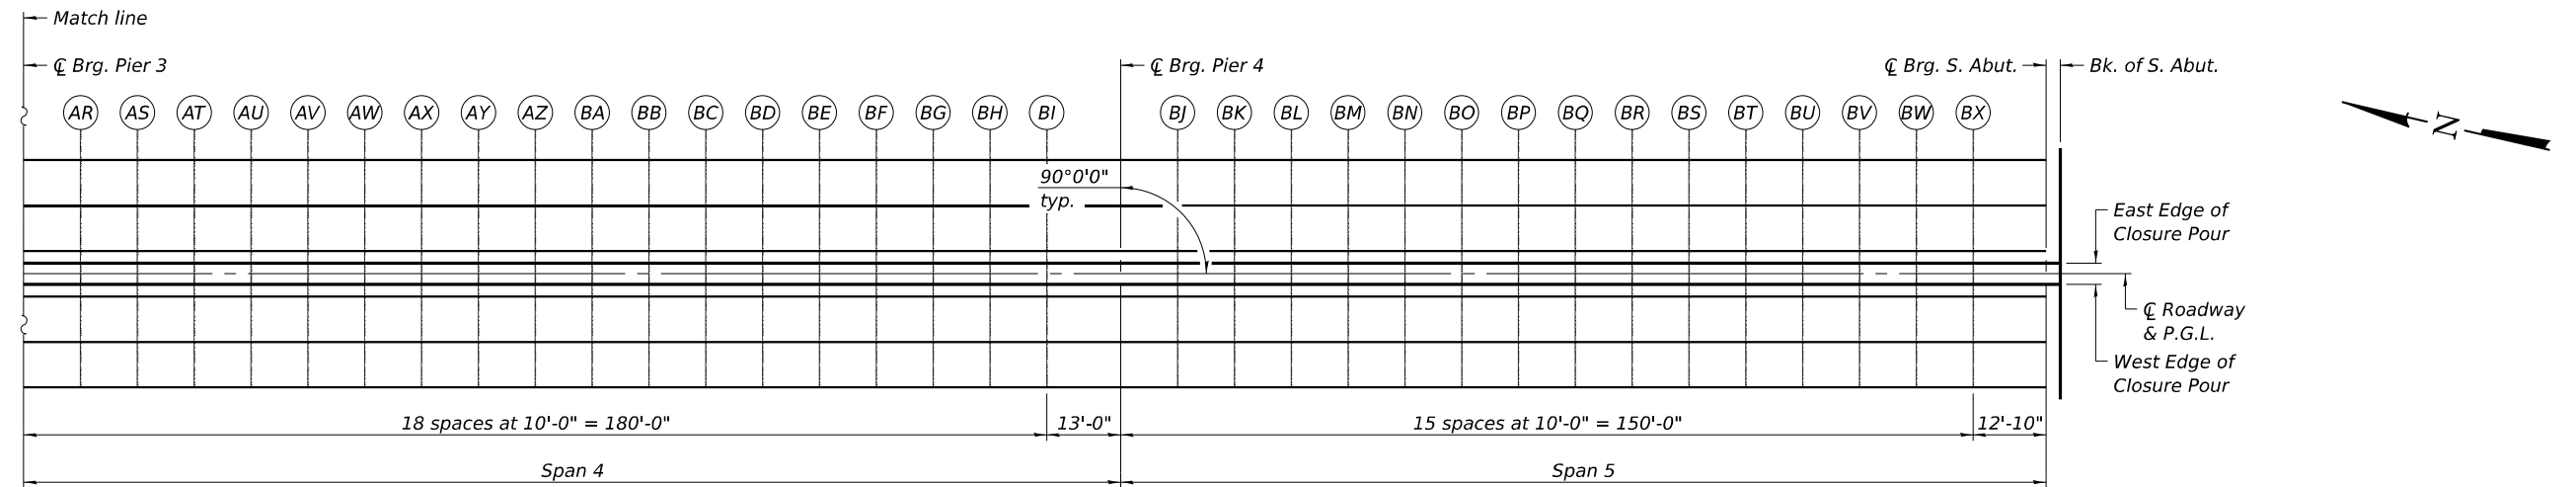 Match line
℄ Brg. Pier 3
℄ Brg. Pier 4
℄ Brg. S. Abut.
Bk. of S. Abut.
AR AS AT AU AV AW AX AY AZ BA BB BC BD BE BF BG BH BI BJ BK BL BM BN BO BP BQ BR BS BT BU BV BW BX
N
90°0'0"
typ.
East Edge of
Closure Pour
℄ Roadway
& P.G.L.
West Edge of
Closure Pour
18 spaces at 10'-0" = 180'-0"
13'-0"
15 spaces at 10'-0" = 150'-0"
12'-10"
Span 4
Span 5